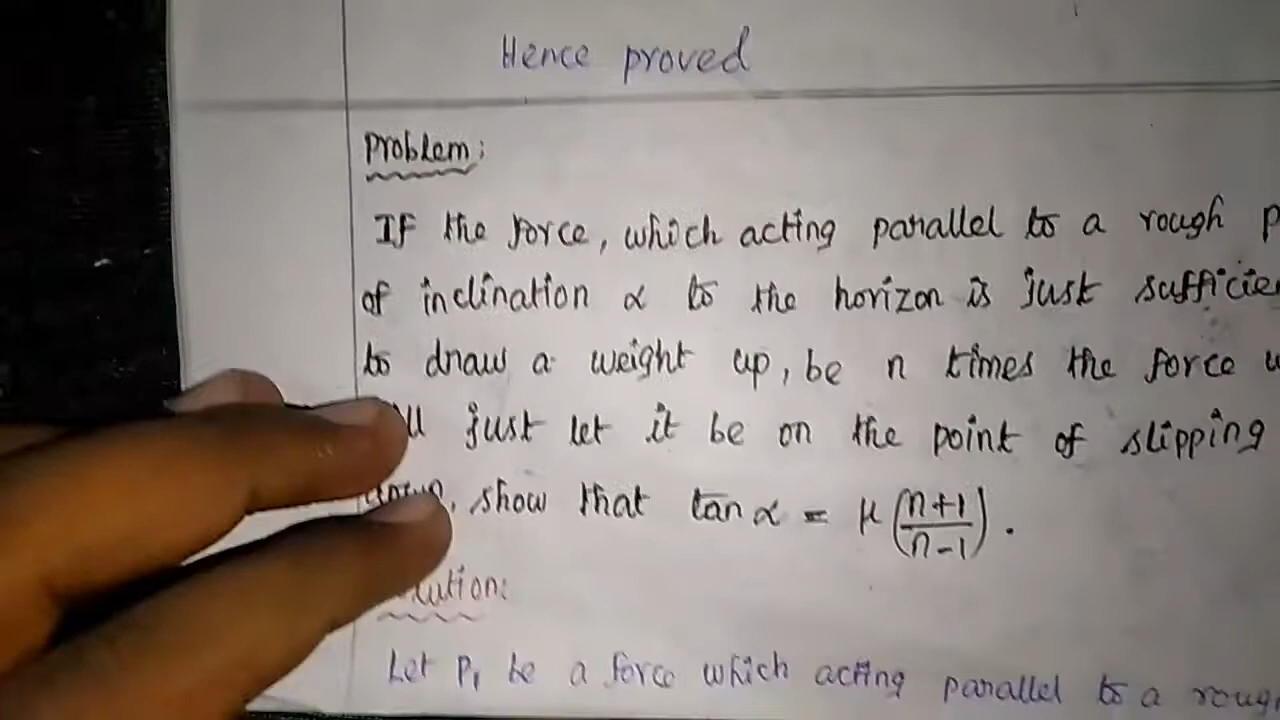 Hence proved
Problem:
If the force, which acting parallel to a rough
of inclination α to the horizon is just
to draw a weight up, be n times the force
just let it be on the point of slipping
show that tan α = μ (n+1/n-1).
Let P₁ be a force which acting parallel to a